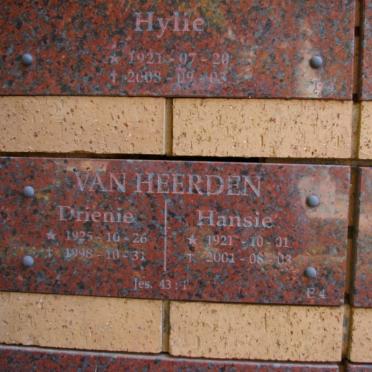 Hylie
★ 1921 - 07 - 20
† 2008 - 09 - 03
VAN HEERDEN
Drienie
★ 1925 - 10 - 26
† 1998 - 10 - 31
Hansie
★ 1921 - 10 - 01
† 2001 - 08 - 03
Jes. 43 : 1
E 4